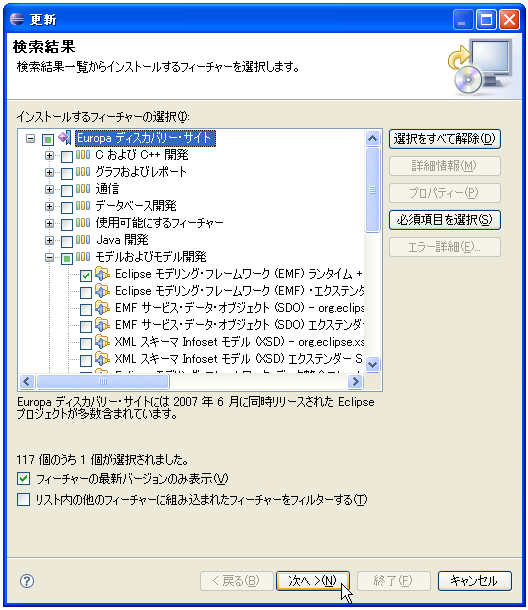 更新
検索結果
検索結果一覧からインストールするフィーチャーを選択します。
インストールするフィーチャーの選択(I):
Europa ディスカバリー・サイト
C および C++ 開発
グラフおよびレポート
通信
データベース開発
使用可能にするフィーチャー
Java 開発
モデルおよびモデル開発
Eclipse モデリング・フレームワーク (EMF) ランタイム +
Eclipse モデリング・フレームワーク (EMF) ・エクステンダ
EMF サービス・データ・オブジェクト (SDO) - org.eclips
EMF サービス・データ・オブジェクト (SDO) エクステンダ
XML スキーマ Infoset モデル (XSD) - org.eclipse.xs
XML スキーマ Infoset モデル (XSD) エクステンダー S
選択をすべて解除(D)
詳細情報(M)
プロパティー(P)
必須項目を選択(S)
エラー詳細(E)...
Europa ディスカバリー・サイトには 2007 年 6 月に同時リリースされた Eclipse
プロジェクトが多数含まれています。
117 個のうち 1 個が選択されました。
フィーチャーの最新バージョンのみ表示(V)
リスト内の他のフィーチャーに組み込まれたフィーチャーをフィルターする(T)
< 戻る(B)
次へ >(N)
終了(F)
キャンセル